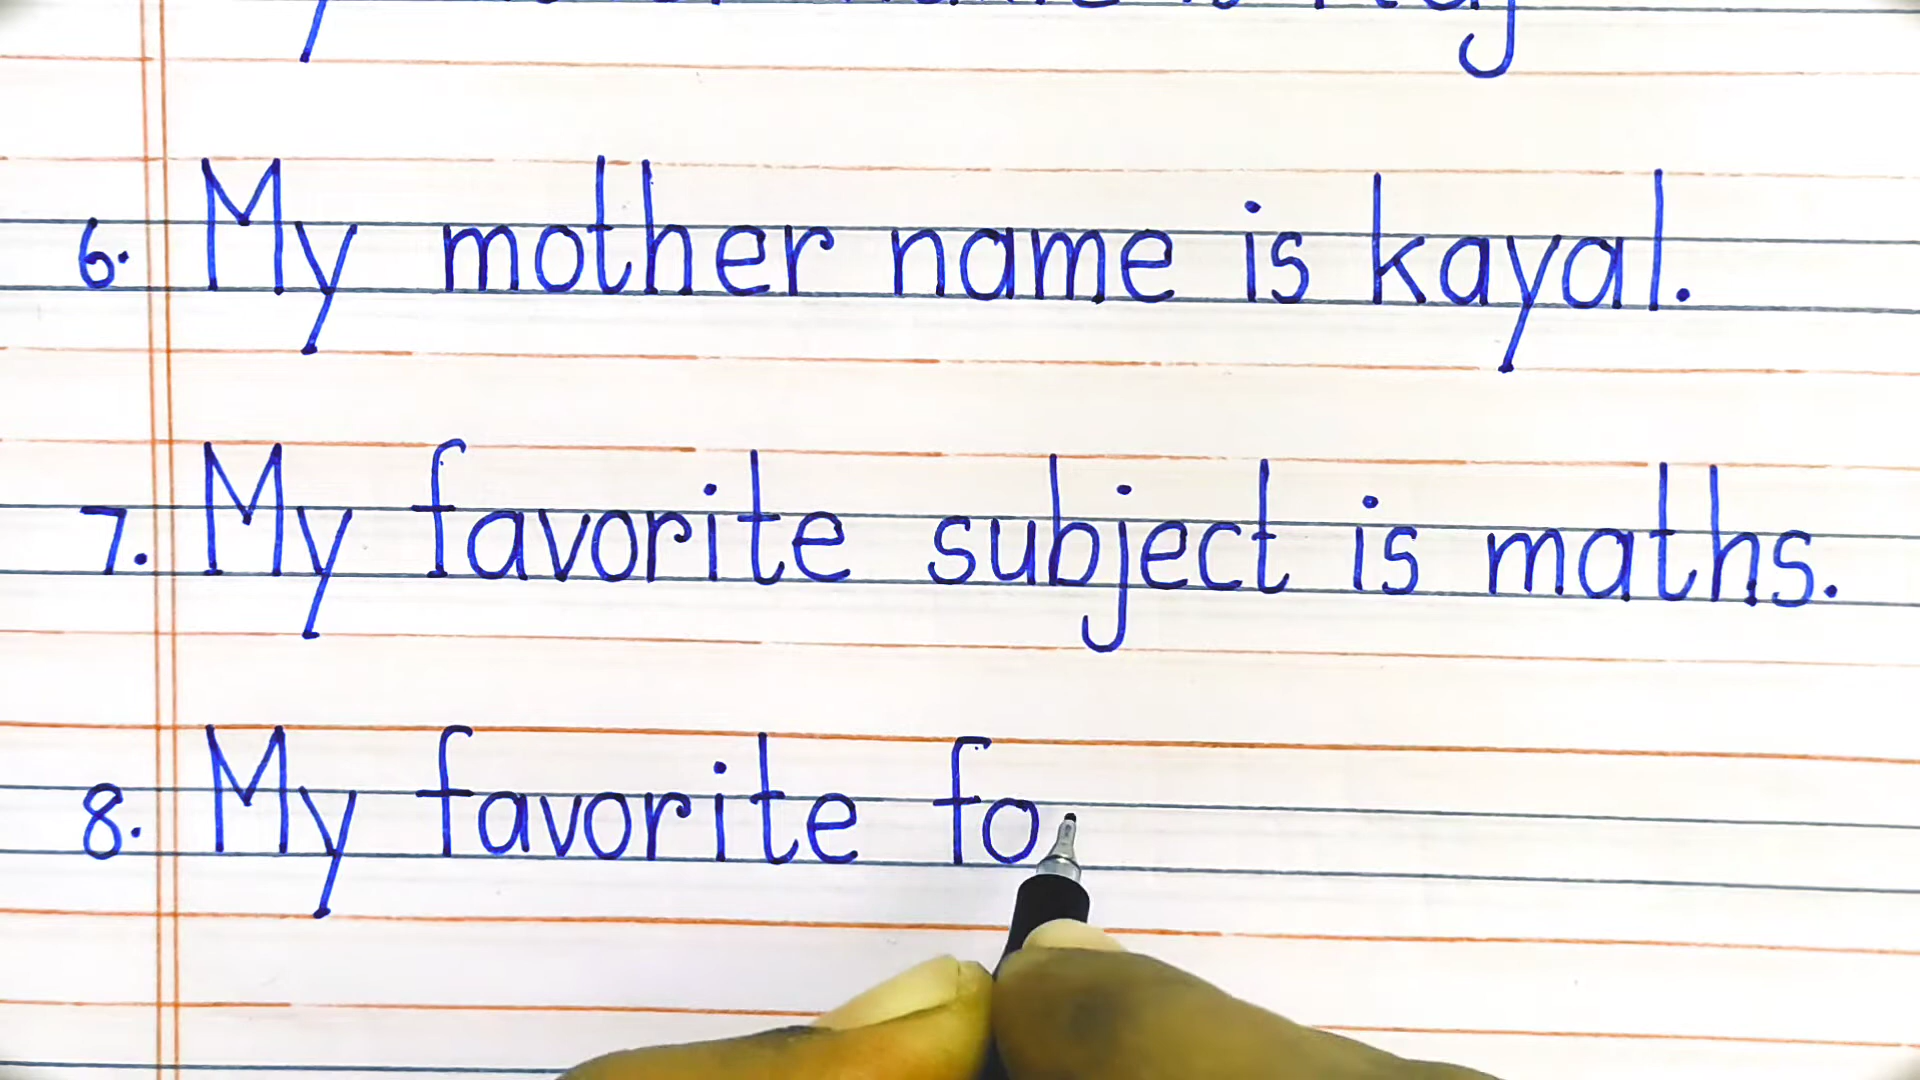 6. My mother name is kayal.
7. My favorite subject is maths.
8. My favorite fo